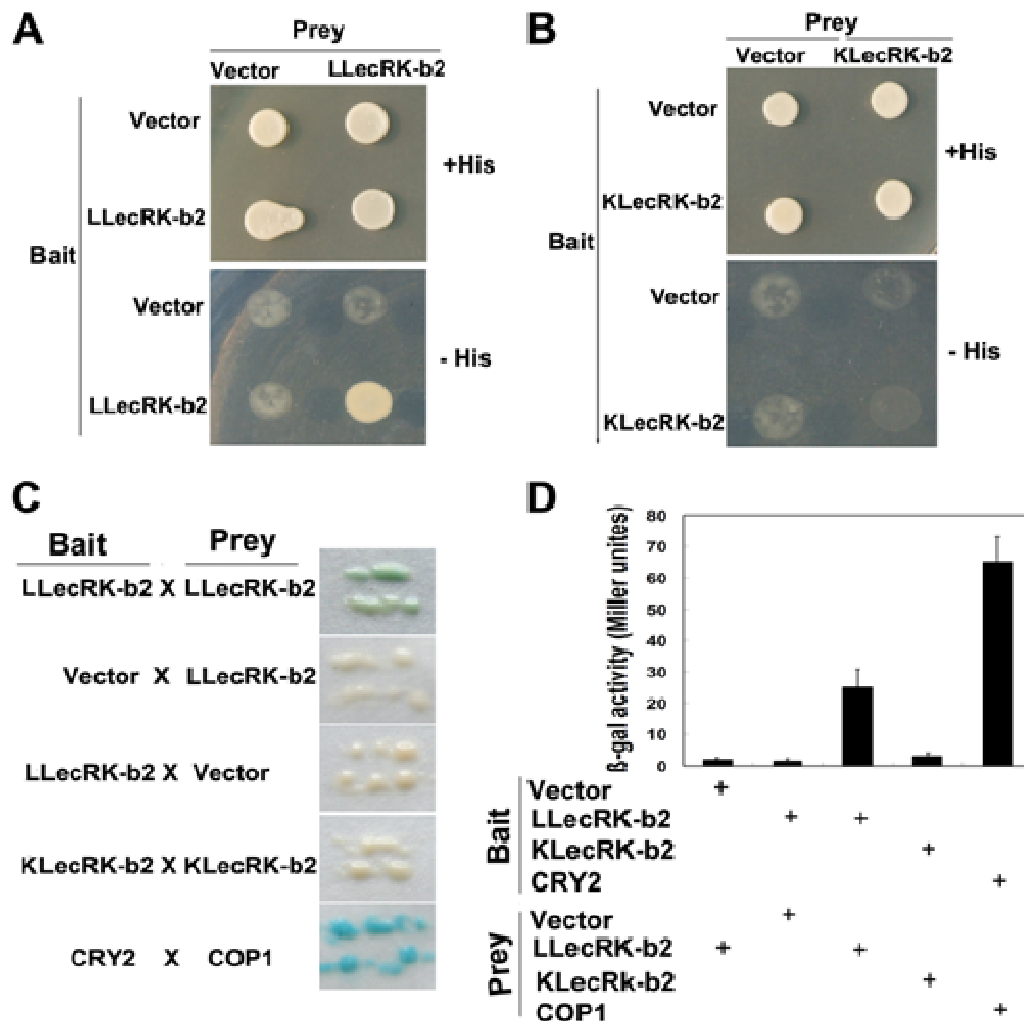 A
Prey
Vector LLecRK-b2
Vector
+His
LLecRK-b2
Bait
Vector
- His
LLecRK-b2
B
Prey
Vector KLecRK-b2
Vector
+His
KLecRK-b2
Bait
Vector
- His
KLecRK-b2
C
Bait Prey
LLecRK-b2 X LLecRK-b2
Vector X LLecRK-b2
LLecRK-b2 X Vector
KLecRK-b2 X KLecRK-b2
CRY2 X COP1
D
ß-gal activity (Miller unites)
80
70
60
50
40
30
20
10
0
Bait
Vector +
LLecRK-b2 + +
KLecRK-b2 +
CRY2 +
Prey
Vector +
LLecRK-b2 + +
KLecRk-b2 +
COP1 +